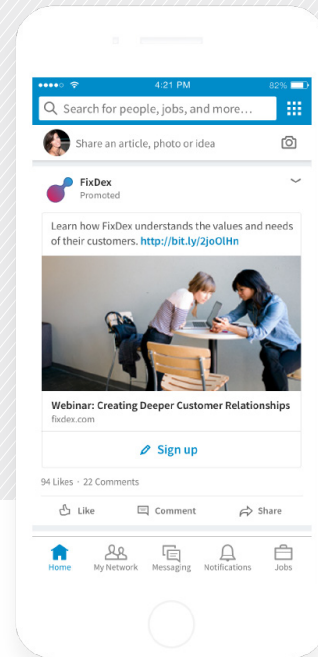 4:21 PM
82%
Search for people, jobs, and more...
Share an article, photo or idea
FixDex
Promoted
Learn how FixDex understands the values and needs
of their customers. http://bit.ly/2joOlHn
Webinar: Creating Deeper Customer Relationships
fixdex.com
Sign up
94 Likes · 22 Comments
Like Comment Share
Home My Network Messaging Notifications Jobs